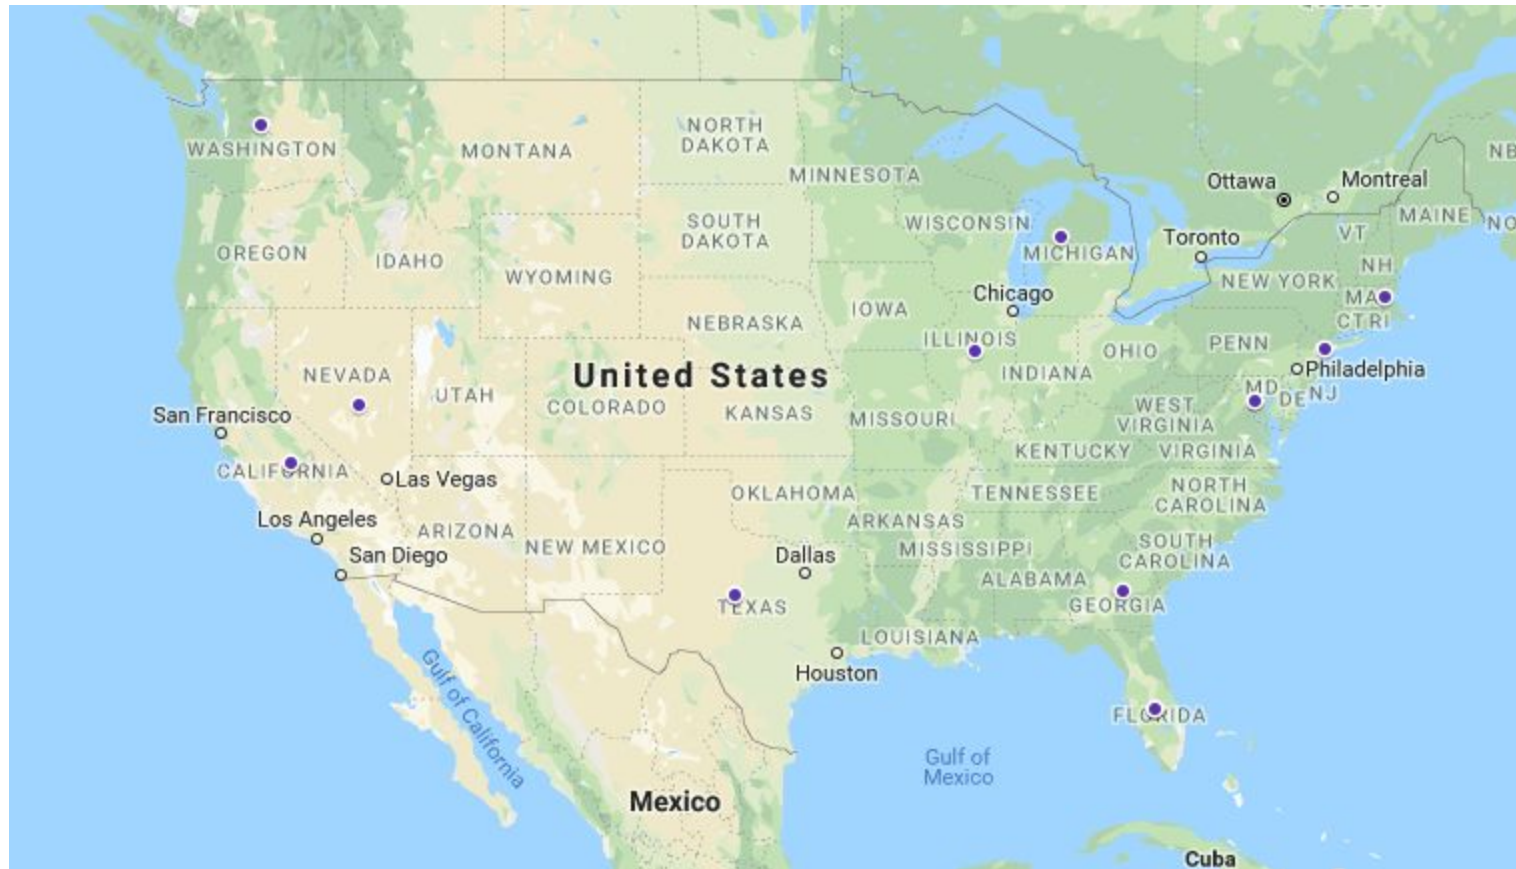 NORTH
DAKOTA
WASHINGTON
MONTANA
MINNESOTA
Ottawa
Montreal
NB
SOUTH
DAKOTA
WISCONSIN
MAINE
NO
VT
Toronto
OREGON
IDAHO
MICHIGAN
NH
WYOMING
NEW YORK
Chicago
MA
IOWA
CT RI
NEBRASKA
ILLINOIS
OHIO
PENN
NEVADA
United States
INDIANA
Philadelphia
UTAH
COLORADO
KANSAS
MISSOURI
WEST
VIRGINIA
MD
DE
NJ
San Francisco
KENTUCKY
VIRGINIA
CALIFORNIA
Las Vegas
OKLAHOMA
TENNESSEE
NORTH
CAROLINA
Los Angeles
ARIZONA
NEW MEXICO
ARKANSAS
MISSISSIPPI
SOUTH
CAROLINA
San Diego
Dallas
ALABAMA
TEXAS
GEORGIA
LOUISIANA
Houston
Gulf of California
FLORIDA
Gulf of
Mexico
Mexico
Cuba